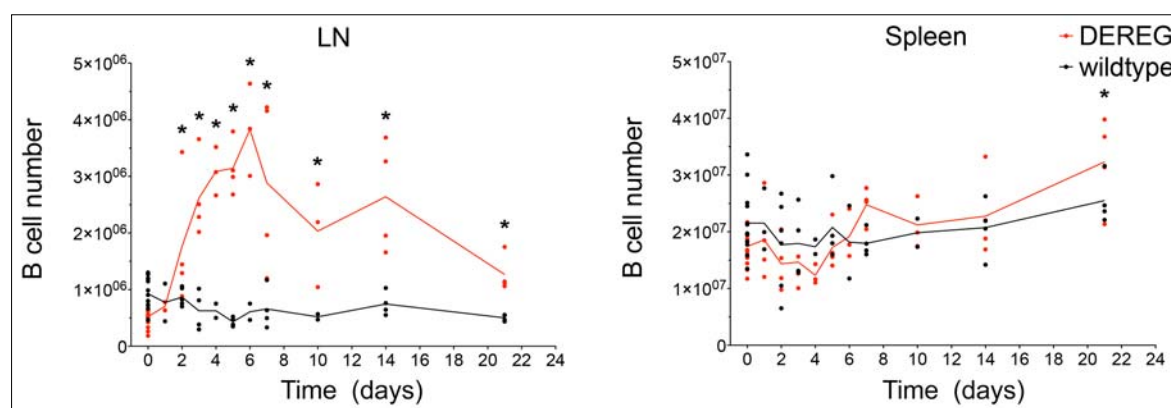 LN
5×10⁰⁶
4×10⁰⁶
3×10⁰⁶
2×10⁰⁶
1×10⁰⁶
0
B cell number
* * * * * * * * *
0 2 4 6 8 10 12 14 16 18 20 22 24
Time (days)
Spleen
DEREG
wildtype
5×10⁰⁷
4×10⁰⁷
3×10⁰⁷
2×10⁰⁷
1×10⁰⁷
0
B cell number
*
0 2 4 6 8 10 12 14 16 18 20 22 24
Time (days)